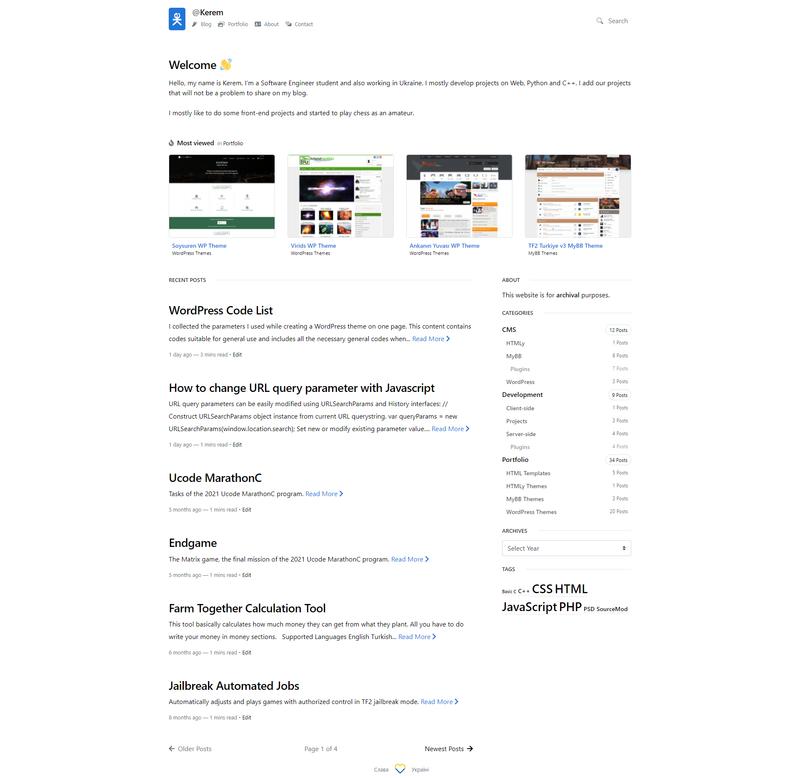 @Kerem
Blog Portfolio About Contact
Search
Welcome 👋
Hello, my name is Kerem. I'm a Software Engineer student and also working in Ukraine. I mostly develop projects on Web, Python and C++. I add our projects
that will not be a problem to share on my blog.
I mostly like to do some front-end projects and started to play chess as an amateur.
Most viewed in Portfolio
Soysuren WP Theme
WordPress Themes
Virids WP Theme
WordPress Themes
Ankanın Yuvası WP Theme
WordPress Themes
TF2 Turkiye v3 MyBB Theme
MyBB Themes
RECENT POSTS
WordPress Code List
I collected the parameters I used while creating a WordPress theme on one page. This content contains
codes suitable for general use and includes all the necessary general codes when... Read More
1 day ago — 3 mins read • Edit
How to change URL query parameter with Javascript
URL query parameters can be easily modified using URLSearchParams and History interfaces: //
Construct URLSearchParams object instance from current URL querystring. var queryParams = new
URLSearchParams(window.location.search); Set new or modify existing parameter value.... Read More
1 day ago — 1 mins read • Edit
Ucode MarathonC
Tasks of the 2021 Ucode MarathonC program. Read More
5 months ago — 1 mins read • Edit
Endgame
The Matrix game, the final mission of the 2021 Ucode MarathonC program. Read More
5 months ago — 1 mins read • Edit
Farm Together Calculation Tool
This tool basically calculates how much money they can get from what they plant. All you have to do
write your money in money sections. Supported Languages English Turkish... Read More
6 months ago — 1 mins read • Edit
Jailbreak Automated Jobs
Automatically adjusts and plays games with authorized control in TF2 jailbreak mode. Read More
6 months ago — 1 mins read • Edit
Older Posts
Page 1 of 4
Newest Posts
ABOUT
This website is for archival purposes.
CATEGORIES
CMS 12 Posts
HTMLy 1 Posts
MyBB 8 Posts
Plugins 7 Posts
WordPress 3 Posts
Development 9 Posts
Client-side 1 Posts
Projects 3 Posts
Server-side 4 Posts
Plugins 4 Posts
Portfolio 34 Posts
HTML Templates 5 Posts
HTMLy Themes 1 Posts
MyBB Themes 3 Posts
WordPress Themes 20 Posts
ARCHIVES
Select Year
TAGS
Basic C C++ CSS HTML
JavaScript PHP PSD SourceMod
Слава Україні